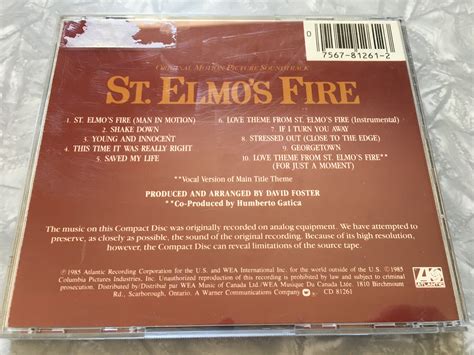 0
7567-81261-2
ORIGINAL MOTION PICTURE SOUNDTRACK
ST. ELMO'S FIRE
1. ST. ELMO'S FIRE (MAN IN MOTION)
2. SHAKE DOWN
3. YOUNG AND INNOCENT
4. THIS TIME IT WAS REALLY RIGHT
5. SAVED MY LIFE
6. LOVE THEME FROM ST. ELMO'S FIRE (Instrumental)
7. IF I TURN YOU AWAY
8. STRESSED OUT (CLOSE TO THE EDGE)
9. GEORGETOWN
10. LOVE THEME FROM ST. ELMO'S FIRE**
(FOR JUST A MOMENT)
**Vocal Version of Main Title Theme
PRODUCED AND ARRANGED BY DAVID FOSTER
**Co-Produced by Humberto Gatica
The music on this Compact Disc was originally recorded on analog equipment. We have attempted to
preserve, as closely as possible, the sound of the original recording. Because of its high resolution,
however, the Compact Disc can reveal limitations of the source tape.
℗ 1985 Atlantic Recording Corporation for the U.S. and WEA International Inc. for the world outside of the U.S. © 1985
Columbia Pictures Industries, Inc. Unauthorized reproduction of this recording is prohibited by law and subject to criminal
prosecution. Distributed by/Distribué par WEA Music of Canada Ltd./WEA Musique Du Canada Ltée. 1810 Birchmount
Rd., Scarborough, Ontario. A Warner Communications Company
CD 81261
ATLANTIC